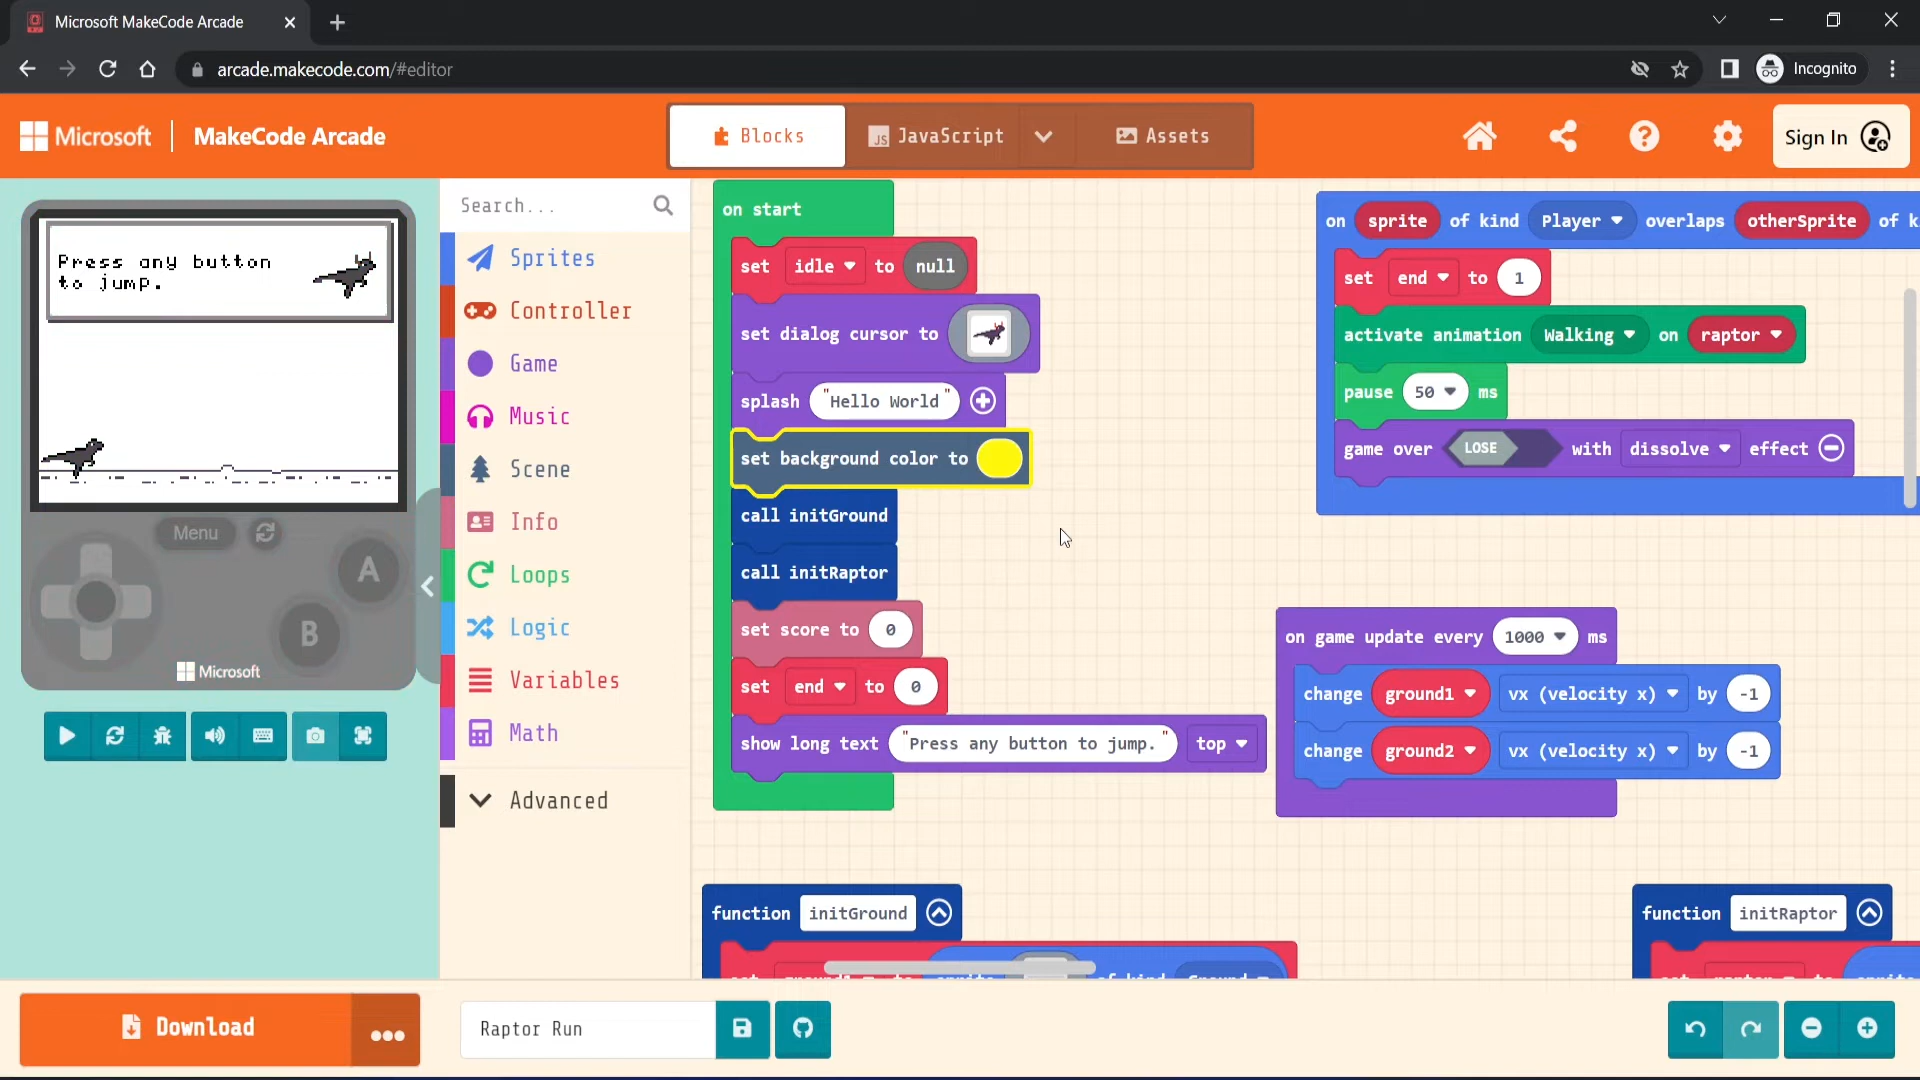 Microsoft MakeCode Arcade
arcade.makecode.com/#editor
Incognito
Microsoft
MakeCode Arcade
Blocks
JS JavaScript
Assets
Sign In
Press any button
to jump.
Menu
A
B
Microsoft
Search...
Sprites
Controller
Game
Music
Scene
Info
Loops
Logic
Variables
Math
Advanced
on start
set idle to null
set dialog cursor to
splash "Hello World"
set background color to
call initGround
call initRaptor
set score to 0
set end to 0
show long text "Press any button to jump." top
on sprite of kind Player overlaps otherSprite of k
set end to 1
activate animation Walking on raptor
pause 50 ms
game over LOSE with dissolve effect
on game update every 1000 ms
change ground1 vx (velocity x) by -1
change ground2 vx (velocity x) by -1
function initGround
function initRaptor
Download
Raptor Run